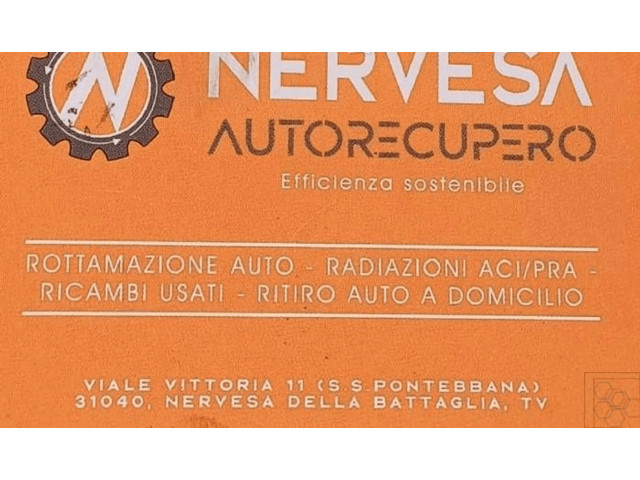 NERVESA
AUTORECUPERO
Efficienza sostenibile
ROTTAMAZIONE AUTO - RADIAZIONI ACI/PRA -
RICAMBI USATI - RITIRO AUTO A DOMICILIO
VIALE VITTORIA 11 (S.S.PONTEBBANA)
31040, NERVESA DELLA BATTAGLIA, TV